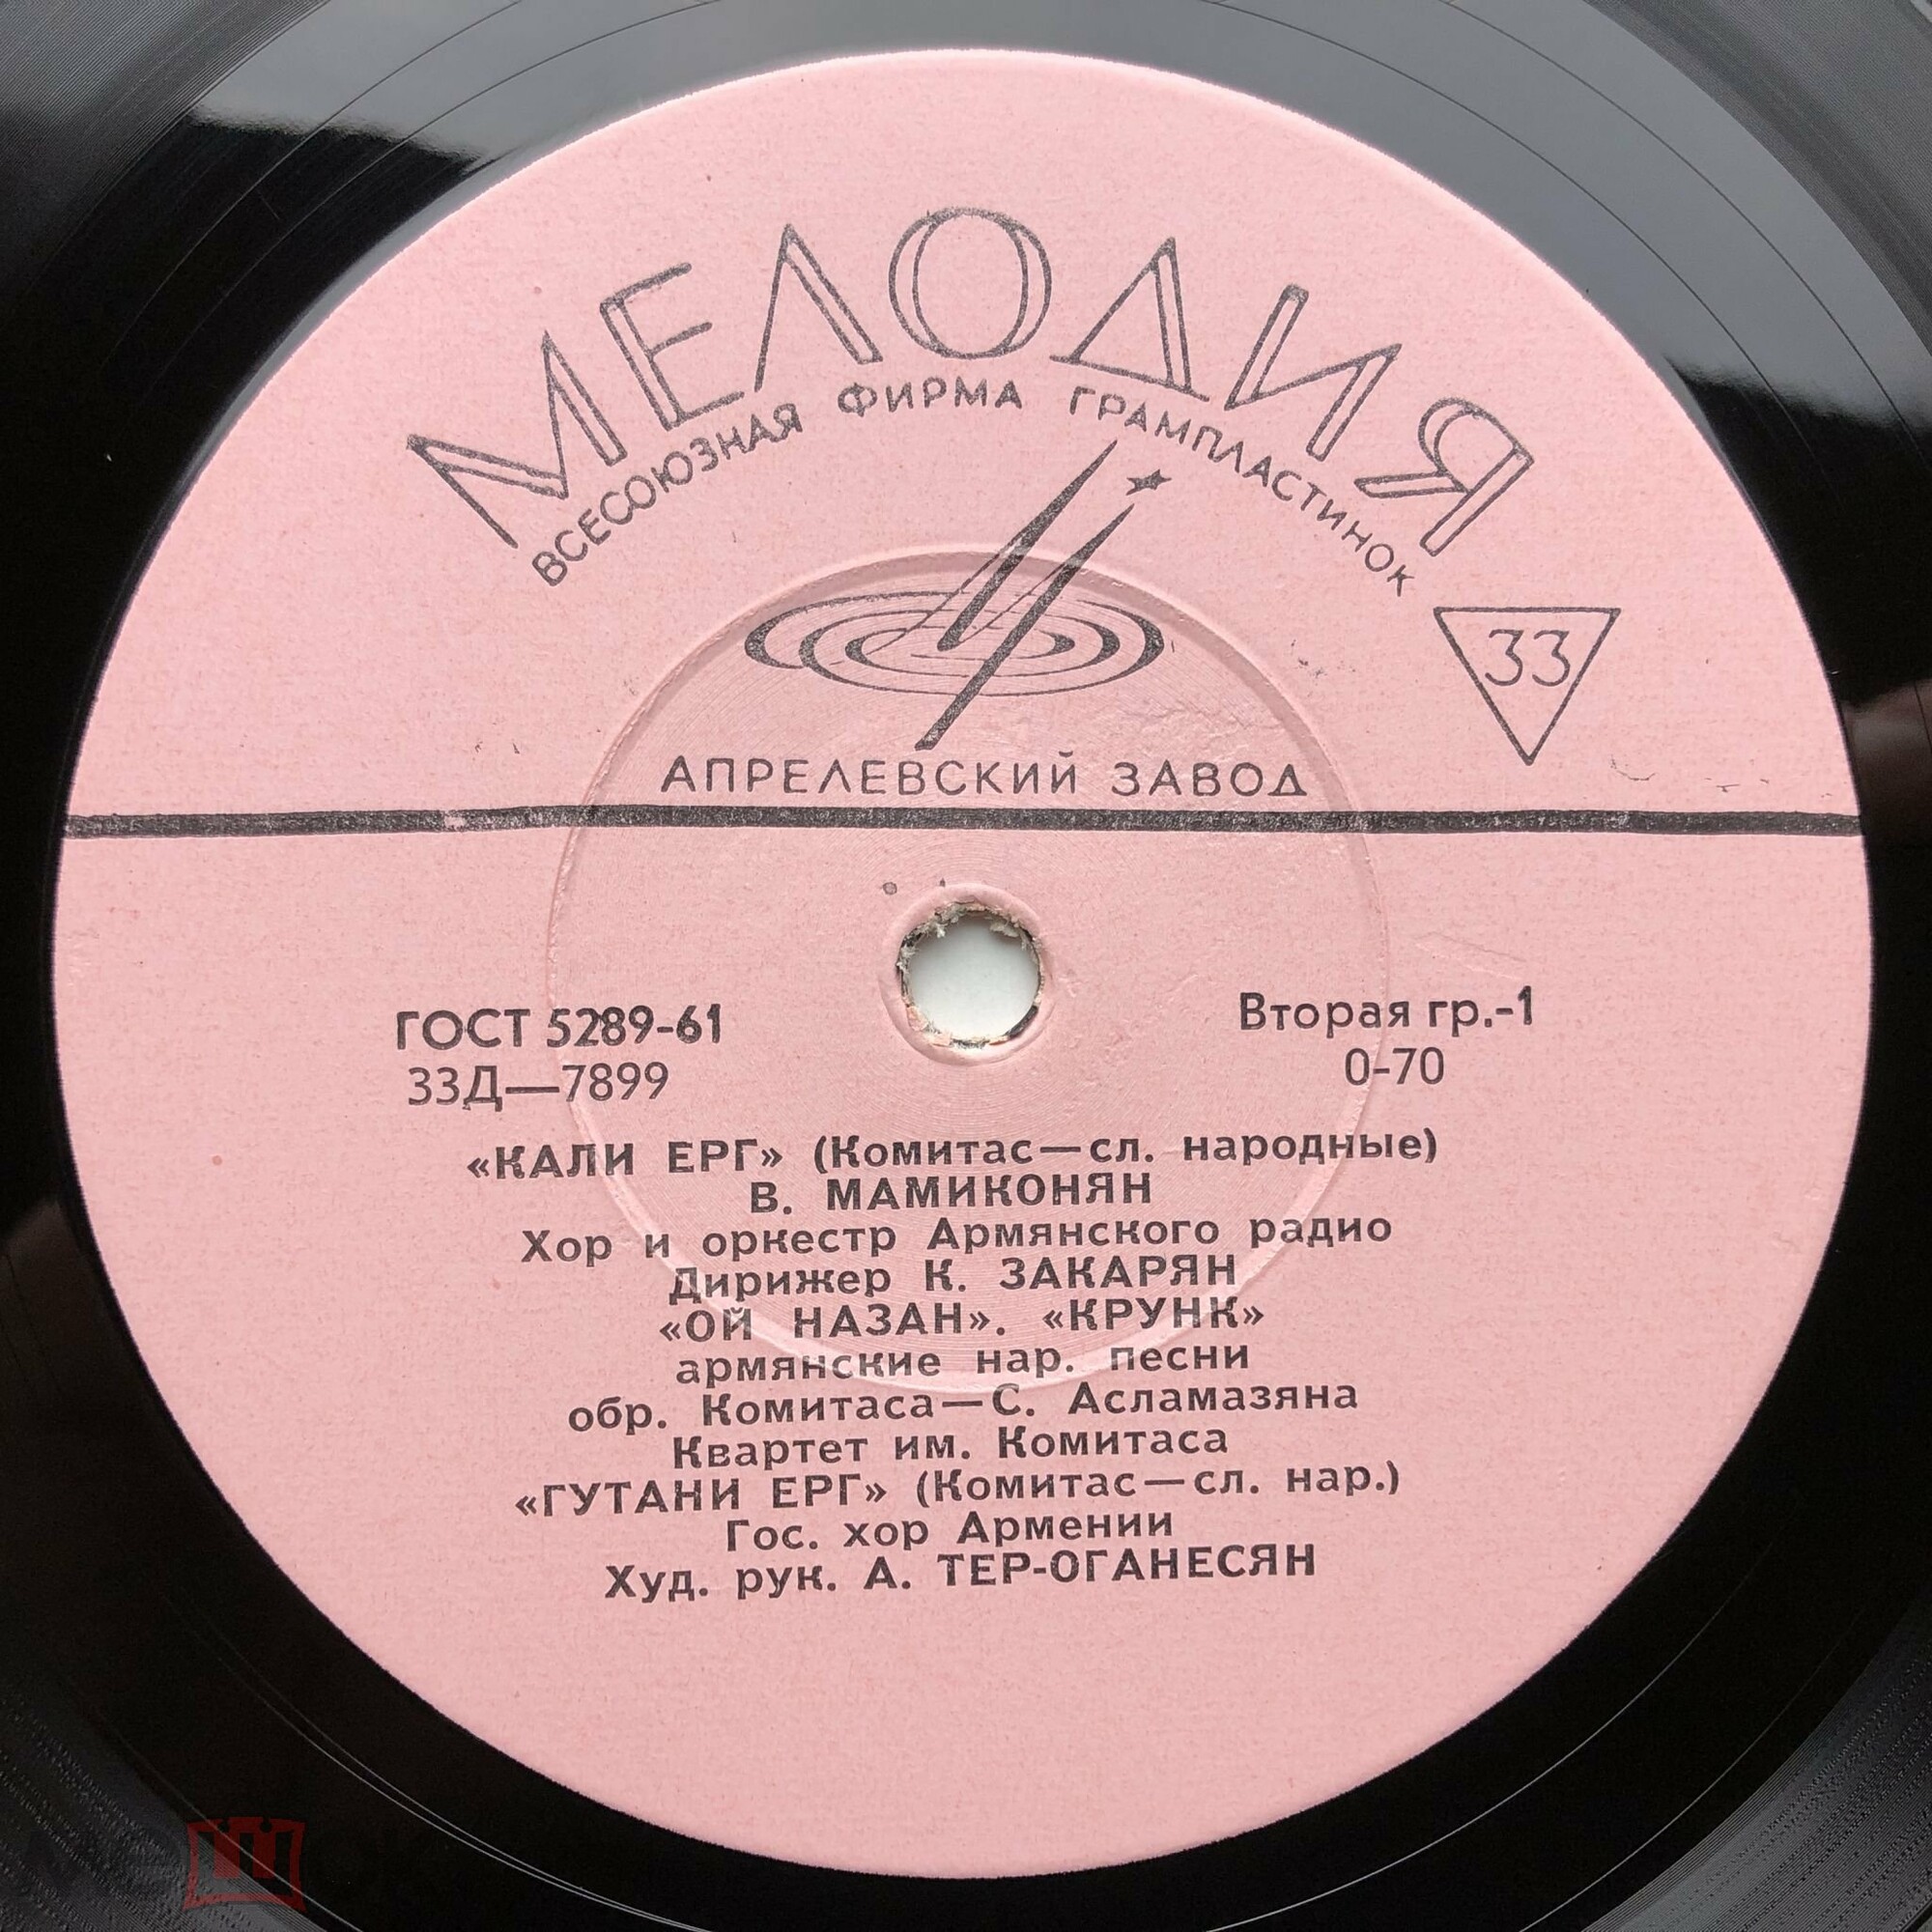 МЕЛОДИЯ
ВСЕСОЮЗНАЯ ФИРМА ГРАМПЛАСТИНОК
33
АПРЕЛЕВСКИЙ ЗАВОД
ГОСТ 5289-61
33Д—7899
Вторая гр.-1
0-70
«КАЛИ ЕРГ» (Комитас—сл. народные)
В. МАМИКОНЯН
Хор и оркестр Армянского радио
Дирижер К. ЗАКАРЯН
«ОЙ НАЗАН». «КРУНК»
армянские нар. песни
обр. Комитаса—С. Асламазяна
Квартет им. Комитаса
«ГУТАНИ ЕРГ» (Комитас—сл. нар.)
Гос. хор Армении
Худ. рук. А. ТЕР-ОГАНЕСЯН